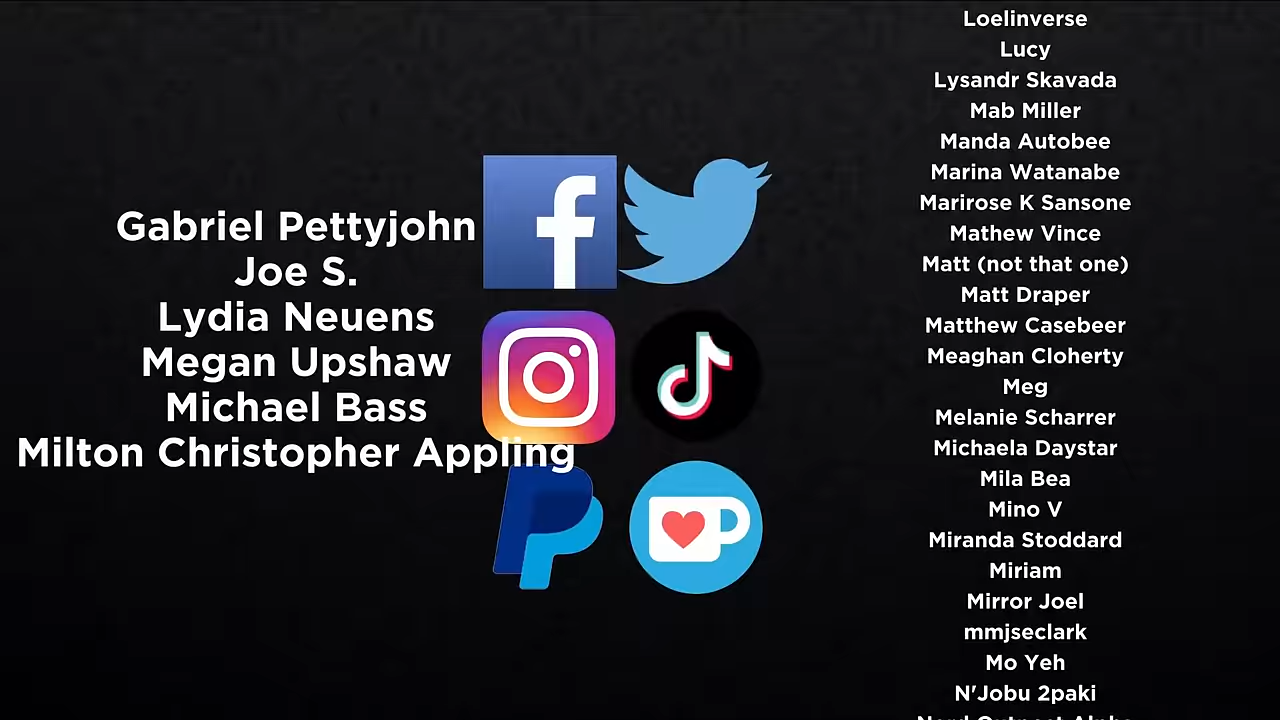 Gabriel Pettyjohn
Joe S.
Lydia Neuens
Megan Upshaw
Michael Bass
Milton Christopher Appling
Loelinverse
Lucy
Lysandr Skavada
Mab Miller
Manda Autobee
Marina Watanabe
Marirose K Sansone
Mathew Vince
Matt (not that one)
Matt Draper
Matthew Casebeer
Meaghan Cloherty
Meg
Melanie Scharrer
Michaela Daystar
Mila Bea
Mino V
Miranda Stoddard
Miriam
Mirror Joel
mmjseclark
Mo Yeh
N'Jobu 2paki